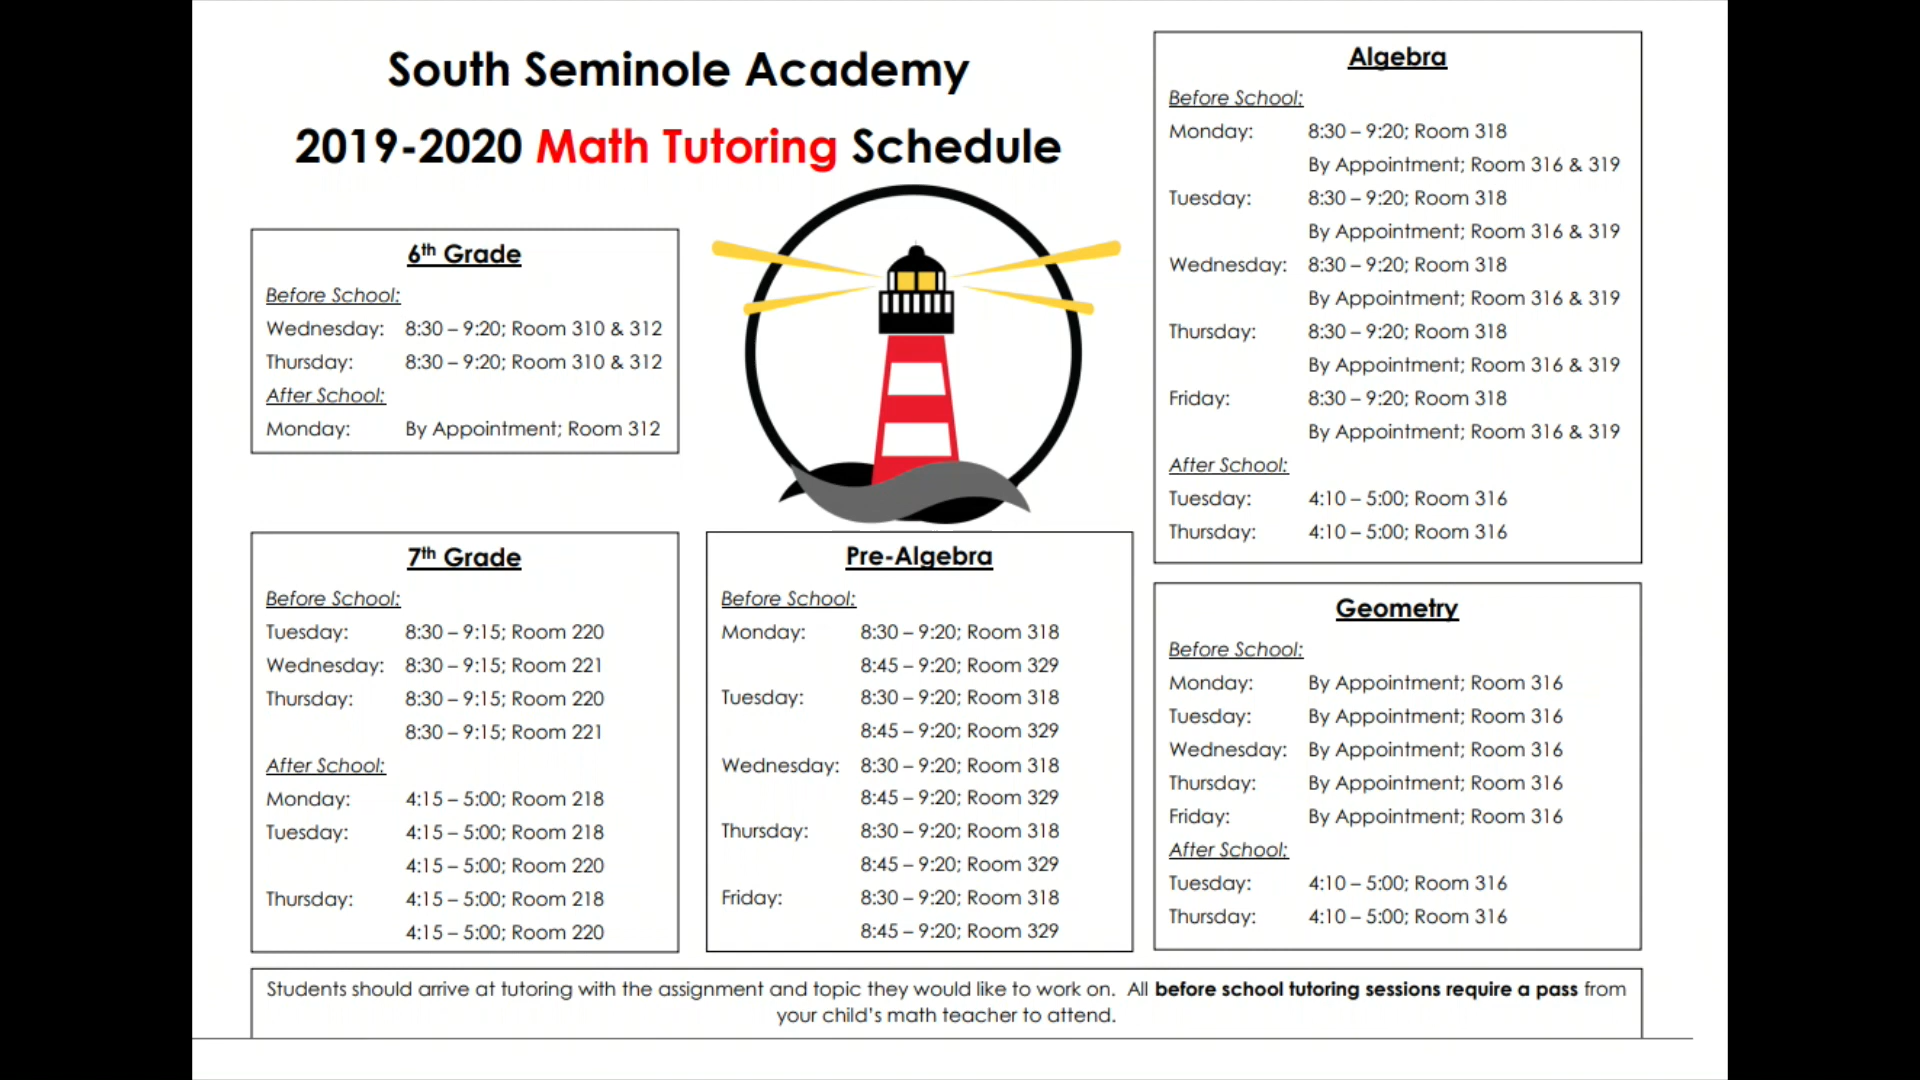 South Seminole Academy
2019-2020 Math Tutoring Schedule
6th Grade
Before School:
Wednesday: 8:30 – 9:20; Room 310 & 312
Thursday: 8:30 – 9:20; Room 310 & 312
After School:
Monday: By Appointment; Room 312
7th Grade
Before School:
Tuesday: 8:30 – 9:15; Room 220
Wednesday: 8:30 – 9:15; Room 221
Thursday: 8:30 – 9:15; Room 220
8:30 – 9:15; Room 221
After School:
Monday: 4:15 – 5:00; Room 218
Tuesday: 4:15 – 5:00; Room 218
4:15 – 5:00; Room 220
Thursday: 4:15 – 5:00; Room 218
4:15 – 5:00; Room 220
Pre-Algebra
Before School:
Monday: 8:30 – 9:20; Room 318
8:45 – 9:20; Room 329
Tuesday: 8:30 – 9:20; Room 318
8:45 – 9:20; Room 329
Wednesday: 8:30 – 9:20; Room 318
8:45 – 9:20; Room 329
Thursday: 8:30 – 9:20; Room 318
8:45 – 9:20; Room 329
Friday: 8:30 – 9:20; Room 318
8:45 – 9:20; Room 329
Algebra
Before School:
Monday: 8:30 – 9:20; Room 318
By Appointment; Room 316 & 319
Tuesday: 8:30 – 9:20; Room 318
By Appointment; Room 316 & 319
Wednesday: 8:30 – 9:20; Room 318
By Appointment; Room 316 & 319
Thursday: 8:30 – 9:20; Room 318
By Appointment; Room 316 & 319
Friday: 8:30 – 9:20; Room 318
By Appointment; Room 316 & 319
After School:
Tuesday: 4:10 – 5:00; Room 316
Thursday: 4:10 – 5:00; Room 316
Geometry
Before School:
Monday: By Appointment; Room 316
Tuesday: By Appointment; Room 316
Wednesday: By Appointment; Room 316
Thursday: By Appointment; Room 316
Friday: By Appointment; Room 316
After School:
Tuesday: 4:10 – 5:00; Room 316
Thursday: 4:10 – 5:00; Room 316
Students should arrive at tutoring with the assignment and topic they would like to work on. All before school tutoring sessions require a pass from
your child's math teacher to attend.